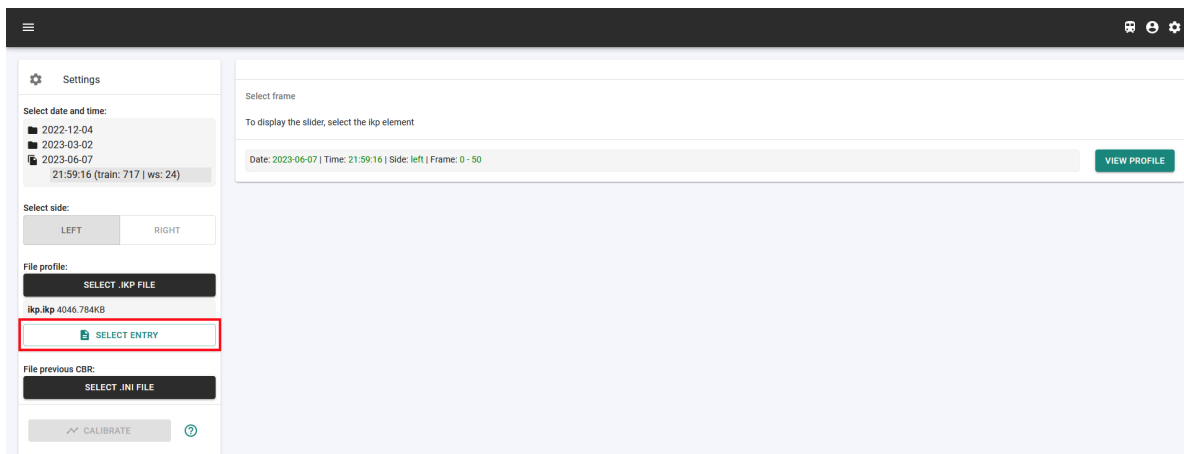 Settings
Select date and time:
2022-12-04
2023-03-02
2023-06-07
21:59:16 (train: 717 | ws: 24)
Select side:
LEFT RIGHT
File profile:
SELECT .IKP FILE
ikp.ikp 4046.784KB
SELECT ENTRY
File previous CBR:
SELECT .INI FILE
CALIBRATE
Select frame
To display the slider, select the ikp element
Date: 2023-06-07 | Time: 21:59:16 | Side: left | Frame: 0 - 50
VIEW PROFILE